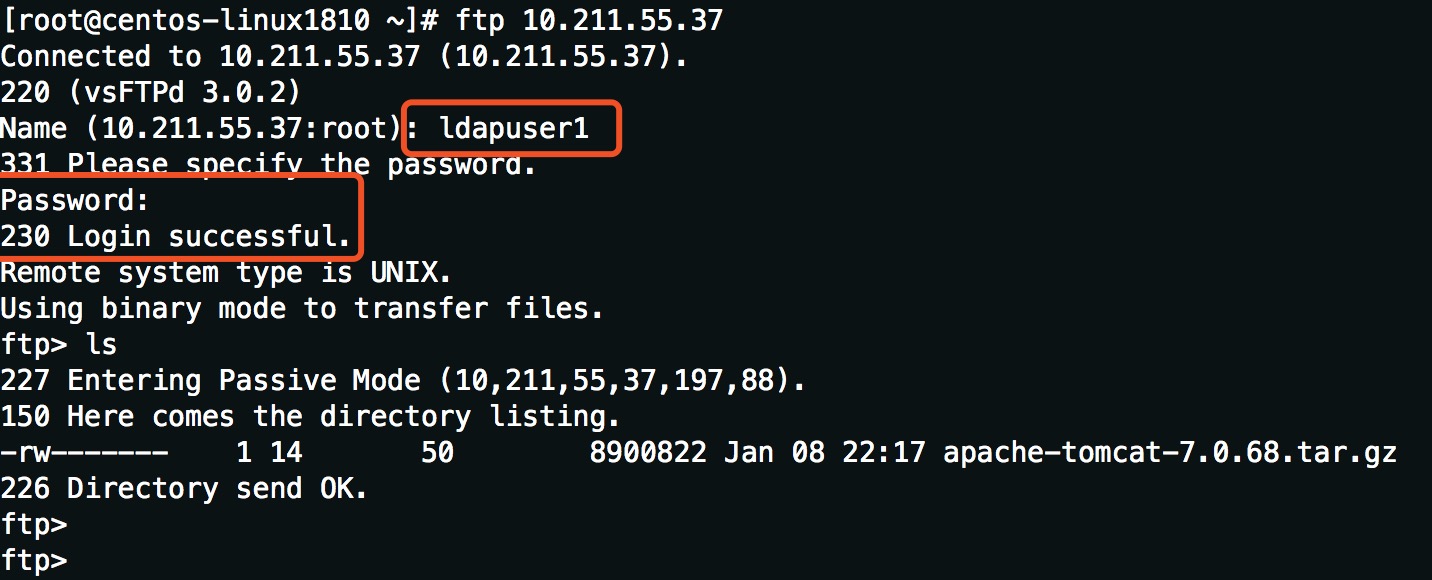 [root@centos-linux1810 ~]# ftp 10.211.55.37
Connected to 10.211.55.37 (10.211.55.37).
220 (vsFTPd 3.0.2)
Name (10.211.55.37:root): ldapuser1
331 Please specify the password.
Password:
230 Login successful.
Remote system type is UNIX.
Using binary mode to transfer files.
ftp> ls
227 Entering Passive Mode (10,211,55,37,197,88).
150 Here comes the directory listing.
-rw-------    1 14       50        8900822 Jan 08 22:17 apache-tomcat-7.0.68.tar.gz
226 Directory send OK.
ftp>
ftp>